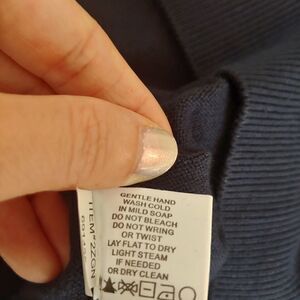 GENTLE HAND
WASH COLD
IN MILD SOAP
DO NOT BLEACH
DO NOT WRING
OR TWIST
LAY FLAT TO DRY
LIGHT STEAM
IF NEEDED
OR DRY CLEAN
ITEM